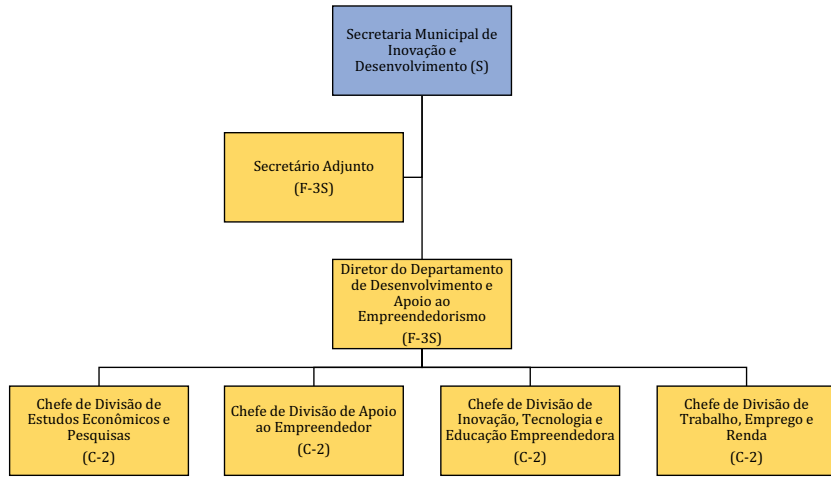 Secretaria Municipal de
Inovação e
Desenvolvimento (S)
Secretário Adjunto
(F-3S)
Diretor do Departamento
de Desenvolvimento e
Apoio ao
Empreendedorismo
(F-3S)
Chefe de Divisão de
Estudos Econômicos e
Pesquisas
(C-2)
Chefe de Divisão de Apoio
ao Empreendedor
(C-2)
Chefe de Divisão de
Inovação, Tecnologia e
Educação Empreendedora
(C-2)
Chefe de Divisão de
Trabalho, Emprego e
Renda
(C-2)